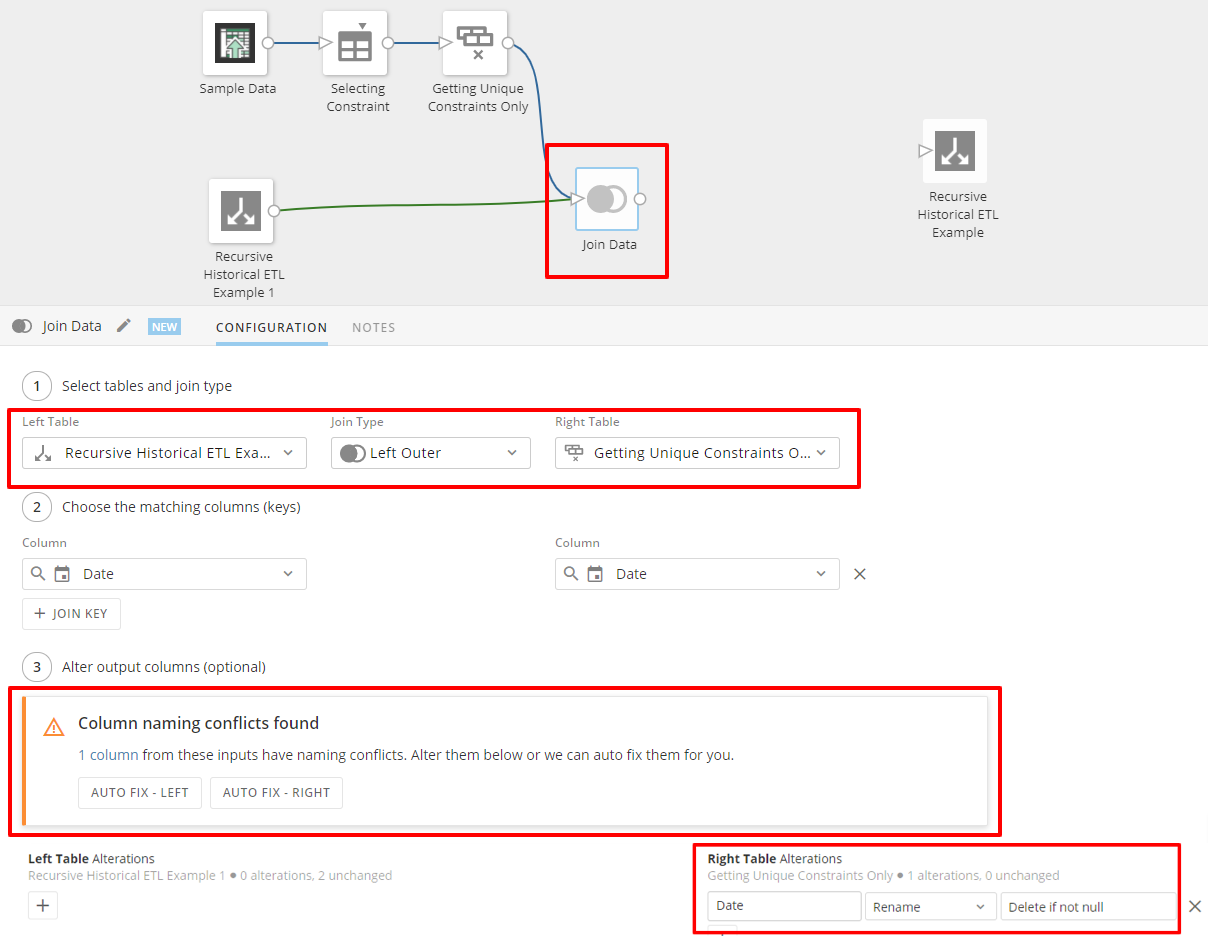 Sample Data
Selecting
Constraint
Getting Unique
Constraints Only
Recursive
Historical ETL
Example
Join Data
Recursive
Historical ETL
Example 1
Join Data NEW CONFIGURATION NOTES
1 Select tables and join type
Left Table Join Type Right Table
Recursive Historical ETL Exa... Left Outer Getting Unique Constraints O...
2 Choose the matching columns (keys)
Column Column
Date Date
+ JOIN KEY
3 Alter output columns (optional)
Column naming conflicts found
1 column from these inputs have naming conflicts. Alter them below or we can auto fix them for you.
AUTO FIX - LEFT AUTO FIX - RIGHT
Left Table Alterations Right Table Alterations
Recursive Historical ETL Example 1 • 0 alterations, 2 unchanged Getting Unique Constraints Only • 1 alterations, 0 unchanged
+ Date Rename Delete if not null